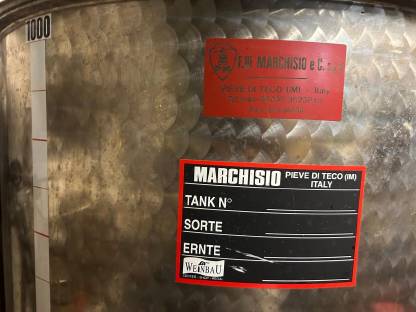 1000
F.lli MARCHISIO e C.
PIEVE DI TECO (IM) - Italy
MARCHISIO PIEVE DI TECO (IM)
ITALY
TANK N°
SORTE
ERNTE
WEINBAU